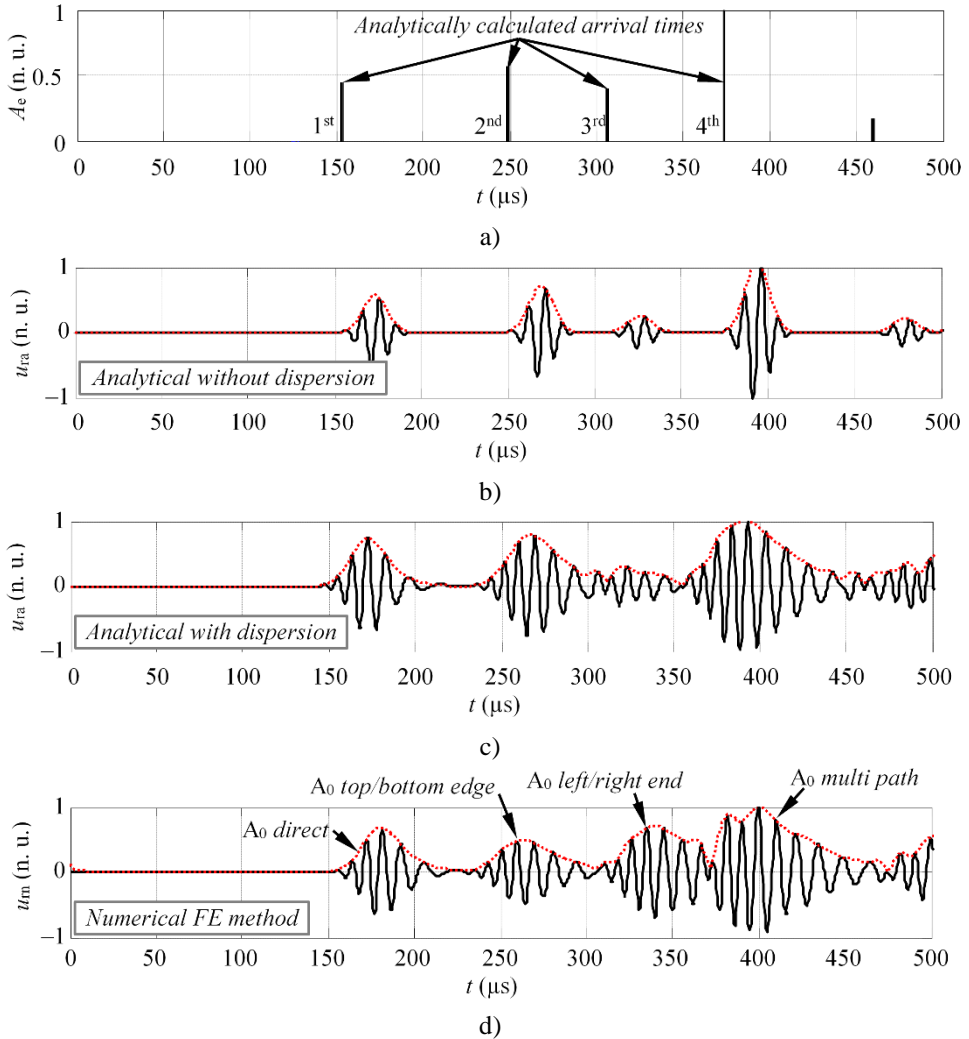 1
Analytically calculated arrival times
Ae (n. u.)
0.5
1st
2nd
3rd
4th
0
0 50 100 150 200 250 300 350 400 450 500
t (μs)
a)
1
ura (n. u.)
0
Analytical without dispersion
−1
0 50 100 150 200 250 300 350 400 450 500
t (μs)
b)
1
ura (n. u.)
0
Analytical with dispersion
−1
0 50 100 150 200 250 300 350 400 450 500
t (μs)
c)
A0 top/bottom edge
A0 left/right end
A0 multi path
1
A0 direct
urn (n. u.)
0
Numerical FE method
−1
0 50 100 150 200 250 300 350 400 450 500
t (μs)
d)